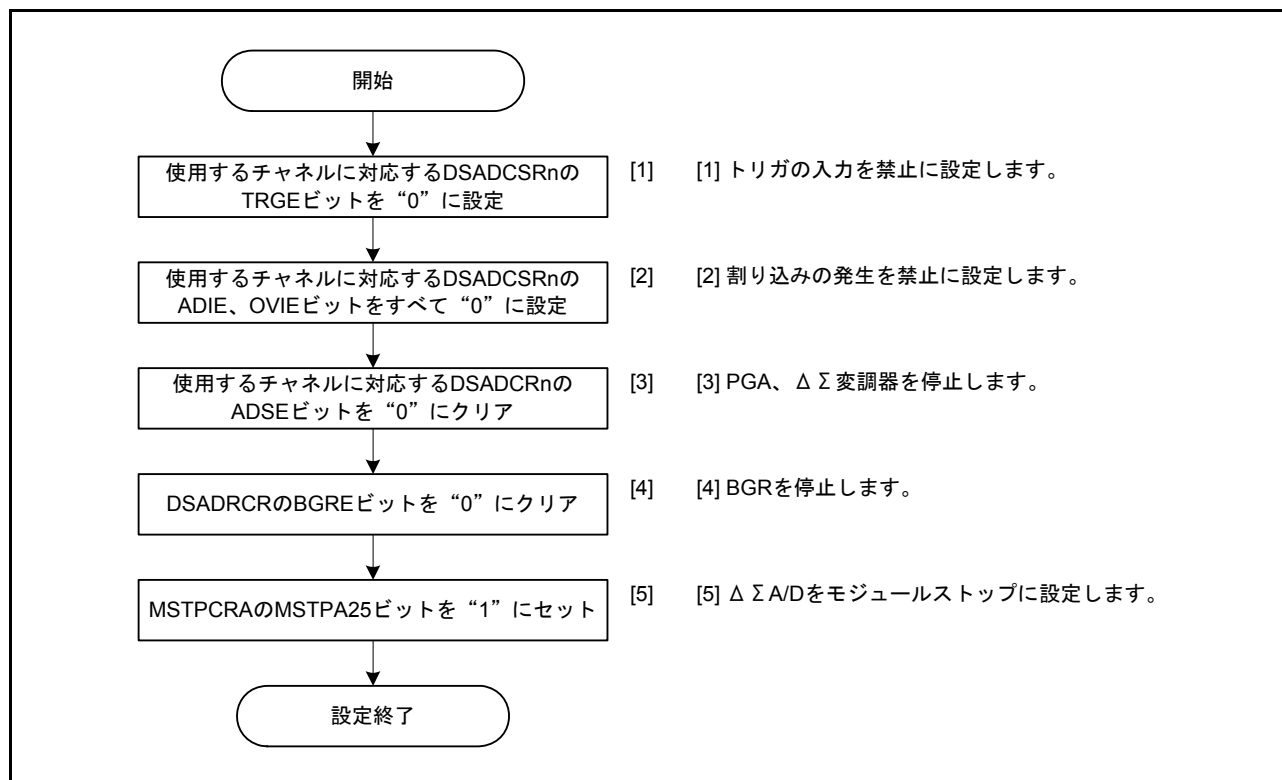 開始
使用するチャネルに対応するDSADCSRnの
TRGEビットを“0”に設定
[1] [1] トリガの入力を禁止に設定します。
使用するチャネルに対応するDSADCSRnの
ADIE、OVIEビットをすべて“0”に設定
[2] [2] 割り込みの発生を禁止に設定します。
使用するチャネルに対応するDSADCRnの
ADSEビットを“0”にクリア
[3] [3] PGA、ΔΣ変調器を停止します。
DSADRCRのBGREビットを“0”にクリア
[4] [4] BGRを停止します。
MSTPCRAのMSTPA25ビットを“1”にセット
[5] [5] ΔΣA/Dをモジュールストップに設定します。
設定終了